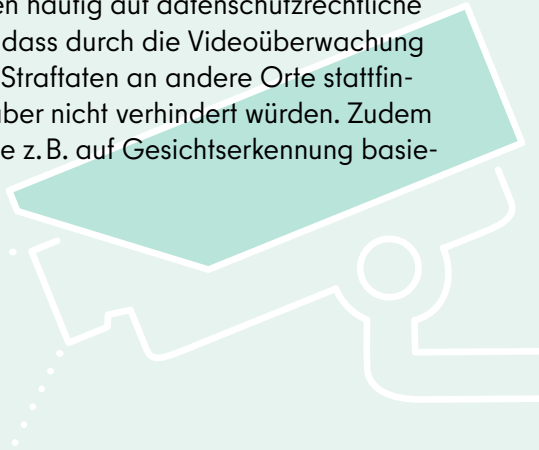 en häufig auf datenschutzrechtliche
dass durch die Videoüberwachung
Straftaten an andere Orte stattfin-
aber nicht verhindert würden. Zudem
e z. B. auf Gesichtserkennung basie-